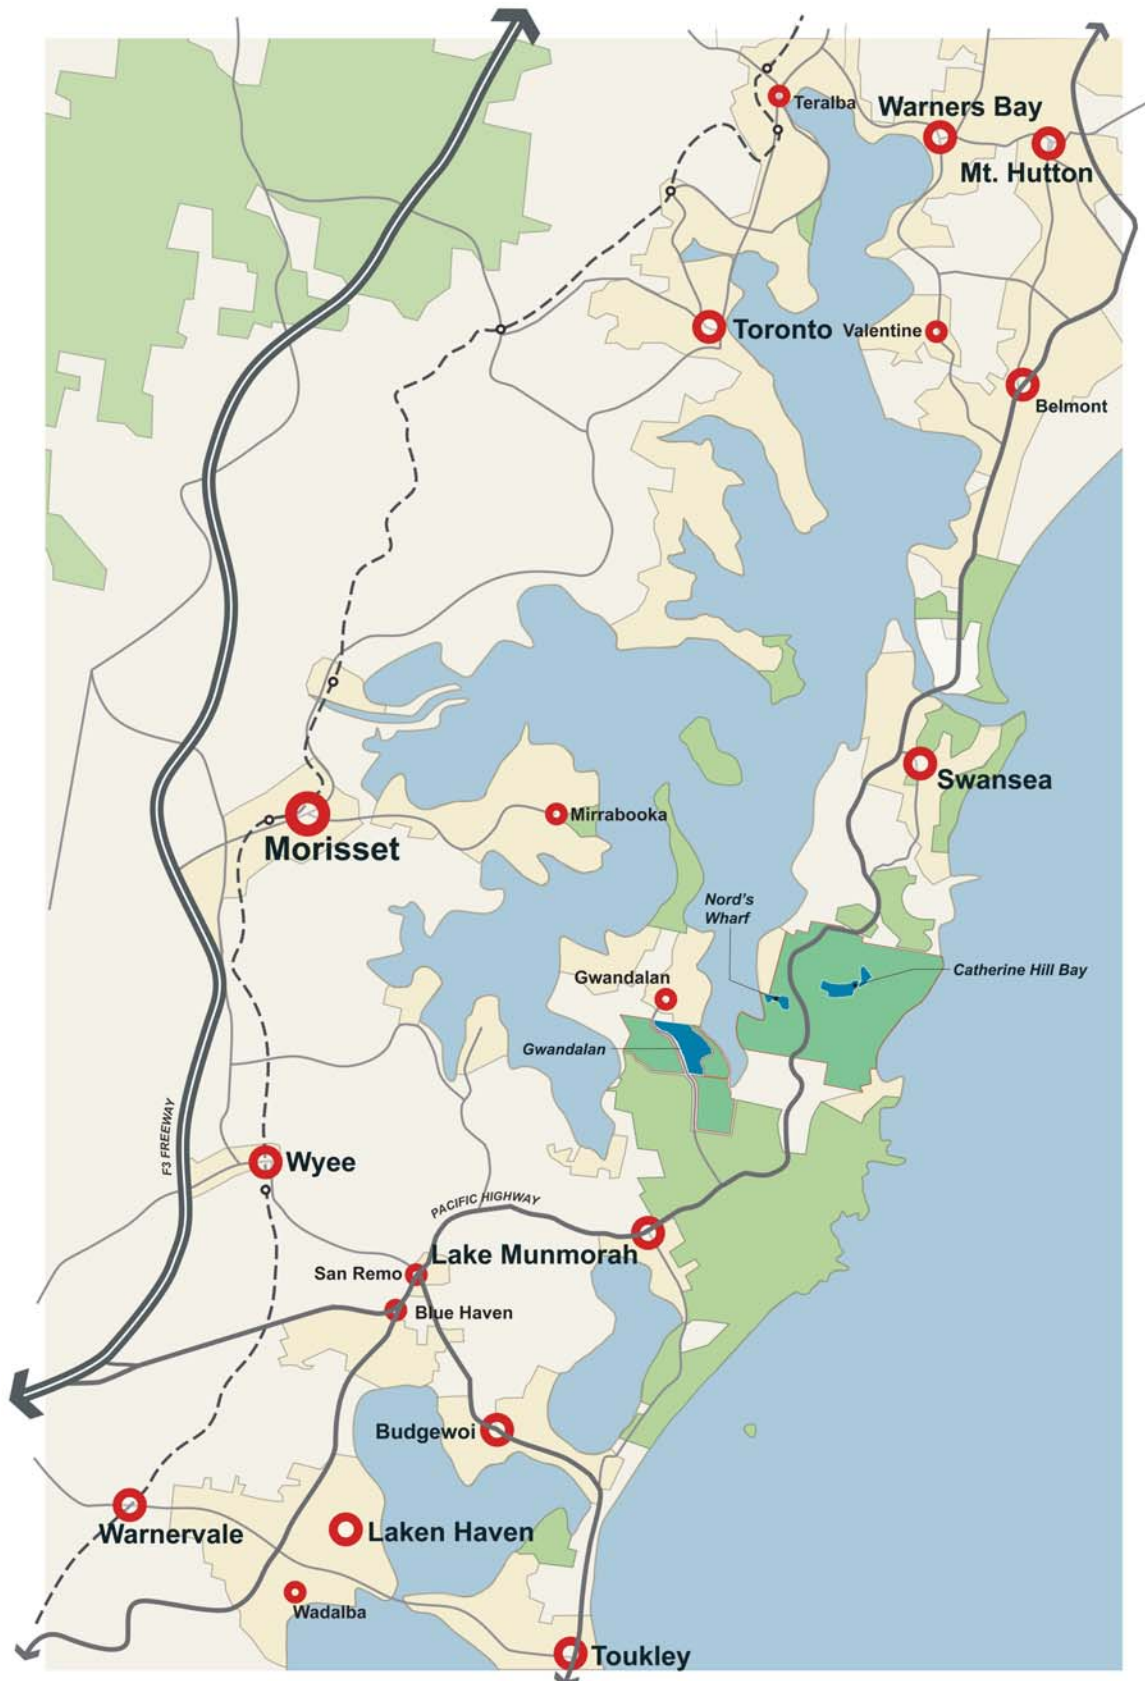 Teralba
Warners Bay
Mt. Hutton
Toronto
Valentine
Belmont
Swansea
Mirrabooka
Morisset
Nord's
Wharf
Catherine Hill Bay
Gwandalan
Gwandalan
F3 FREEWAY
Wyee
PACIFIC HIGHWAY
Lake Munmorah
San Remo
Blue Haven
Budgewoi
Warnervale
Laken Haven
Wadalba
Toukley